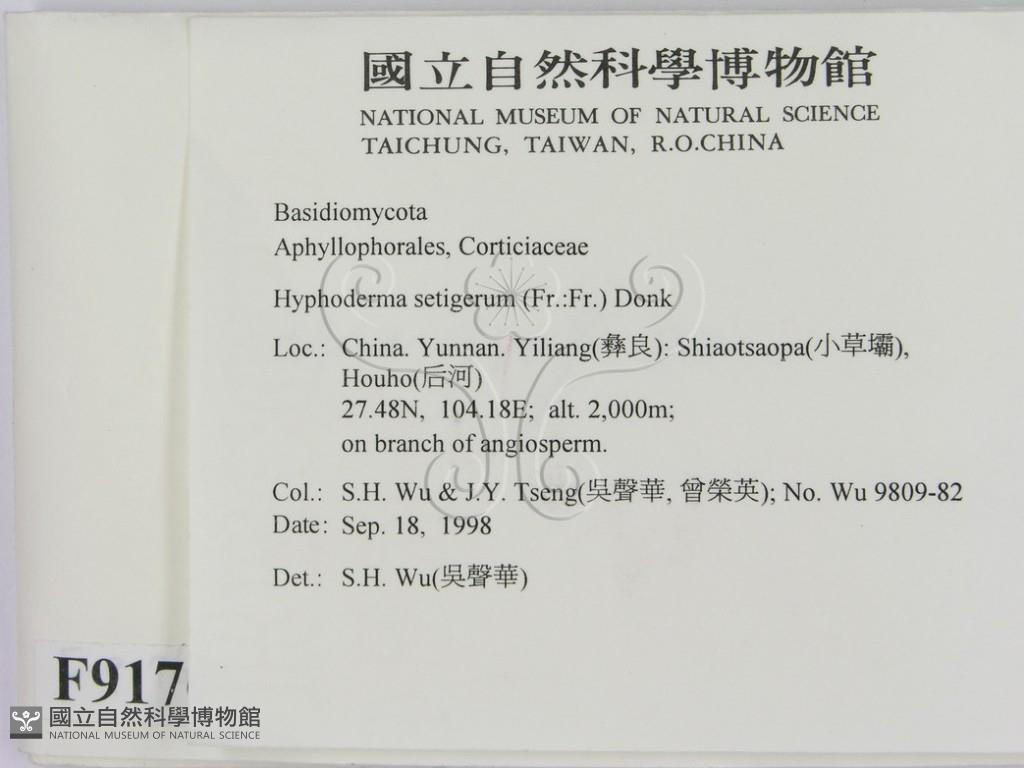 國立自然科學博物館
NATIONAL MUSEUM OF NATURAL SCIENCE
TAICHUNG, TAIWAN, R.O.CHINA
Basidiomycota
Aphyllophorales, Corticiaceae
Hyphoderma setigerum (Fr.:Fr.) Donk
Loc.: China. Yunnan. Yiliang(彝良): Shiaotsaopa(小草壩),
Houho(后河)
27.48N, 104.18E; alt. 2,000m;
on branch of angiosperm.
Col.: S.H. Wu & J.Y. Tseng(吳聲華, 曾榮英); No. Wu 9809-82
Date: Sep. 18, 1998
Det.: S.H. Wu(吳聲華)
F917
國立自然科學博物館
NATIONAL MUSEUM OF NATURAL SCIENCE